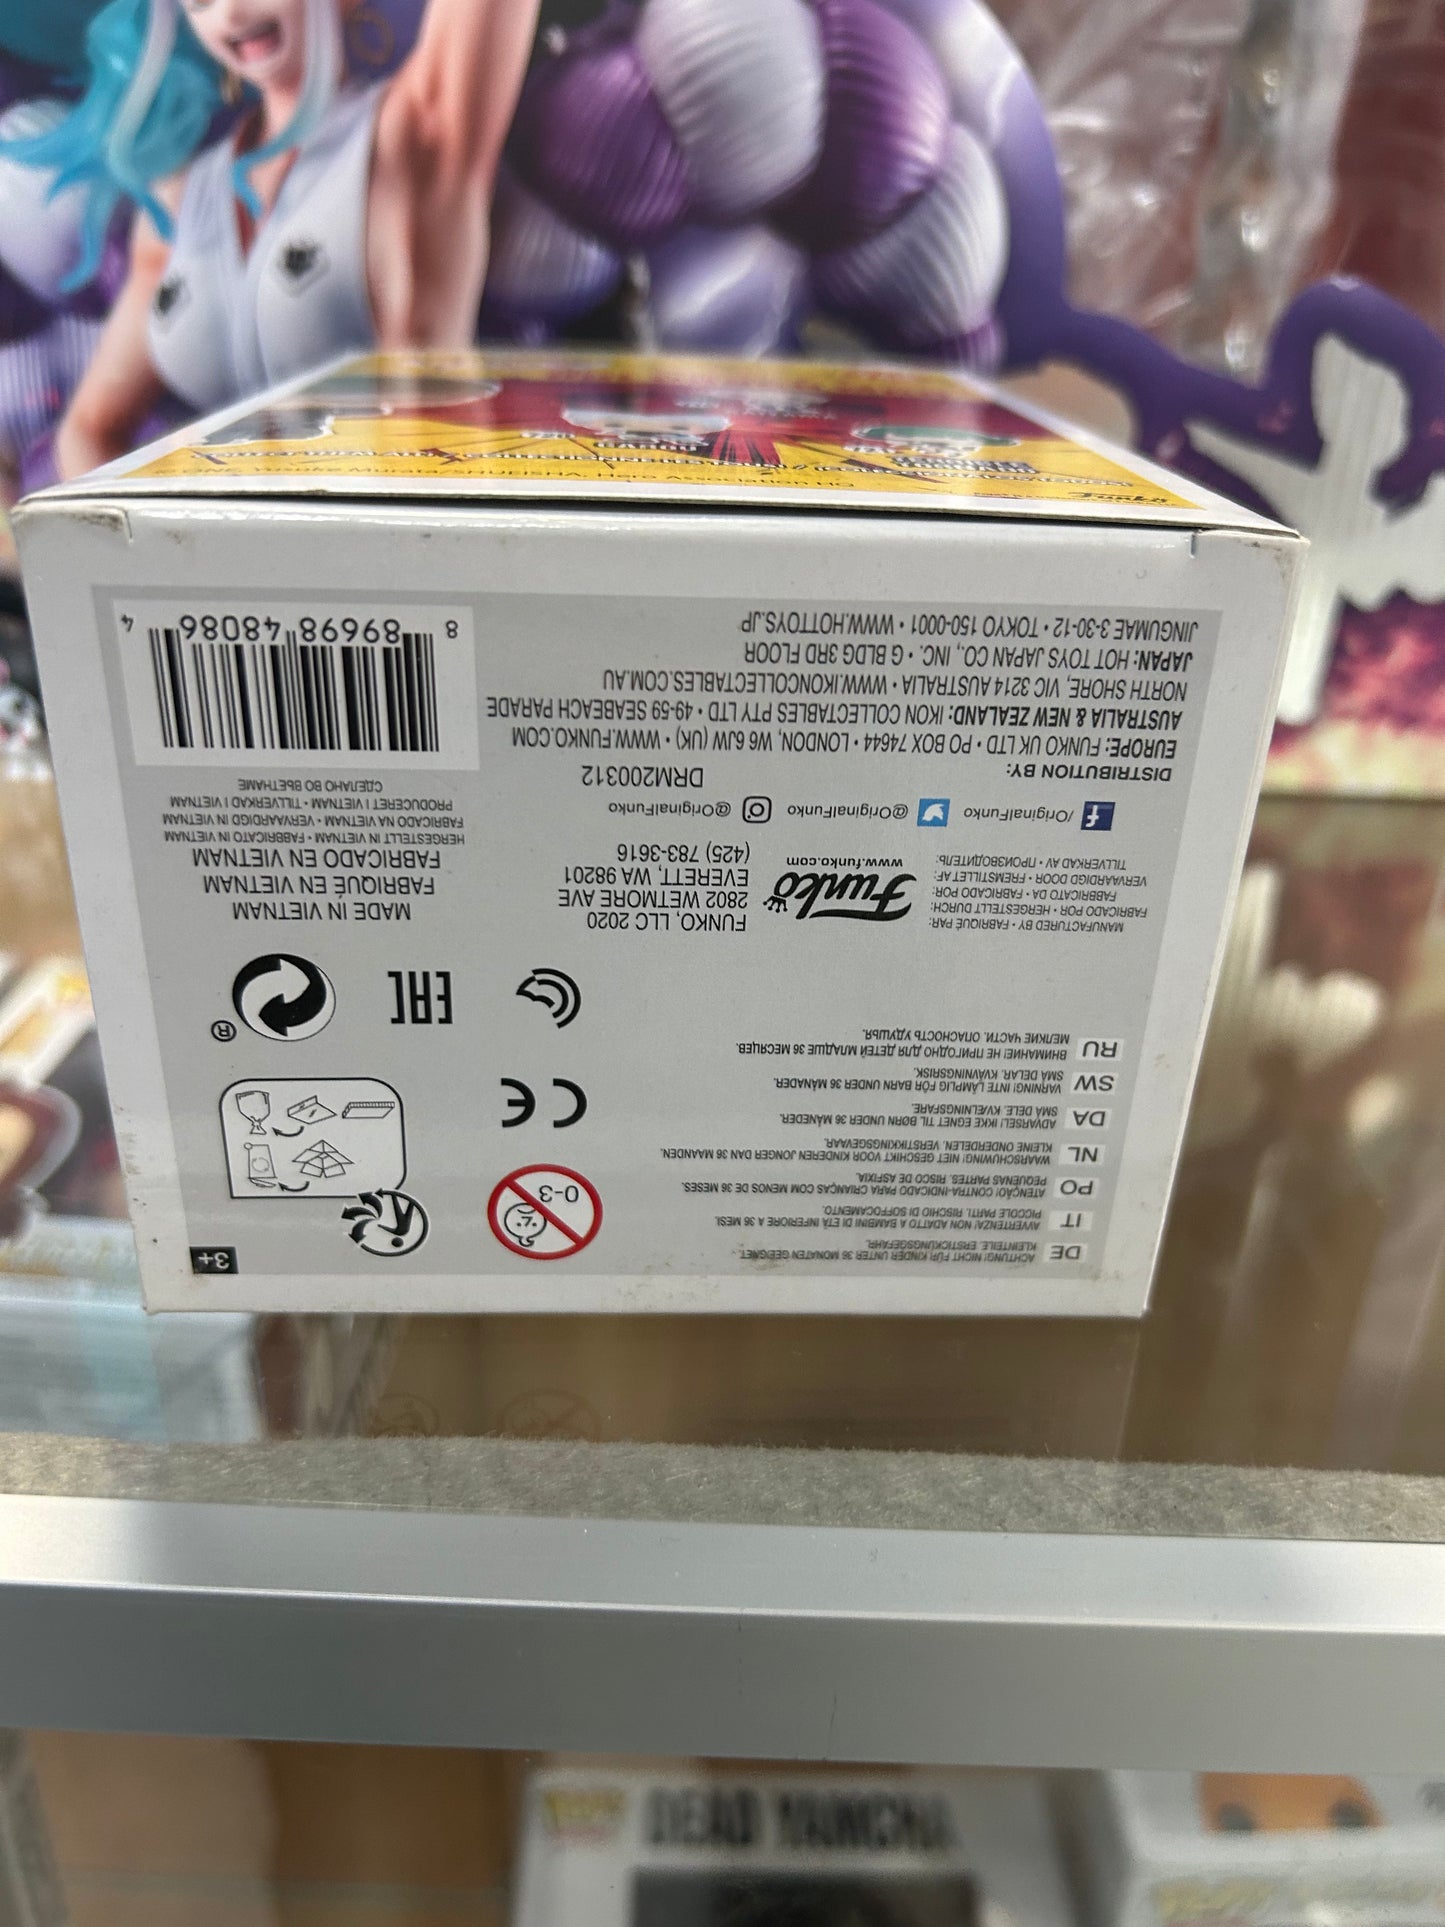 DE ACHTUNG! NICHT FÜR KINDER UNTER 36 MONATEN GEEIGNET.
KLEINTEILE. ERSTICKUNGSGEFAHR.
IT AVVERTENZA! NON ADATTO A BAMBINI DI ETÀ INFERIORE A 36 MESI.
PICCOLE PARTI. RISCHIO DI SOFFOCAMENTO.
PO ATENÇÃO! CONTRA-INDICADO PARA CRIANÇAS COM MENOS DE 36 MESES.
PEQUENAS PARTES. RISCO DE ASFIXIA.
NL WAARSCHUWING! NIET GESCHIKT VOOR KINDEREN JONGER DAN 36 MAANDEN.
KLEINE ONDERDELEN. VERSTIKKINGSGEVAAR.
DA ADVARSEL! IKKE EGNET TIL BØRN UNDER 36 MÅNEDER.
SMÅ DELE. KVÆLNINGSFARE.
SW VARNING! INTE LÄMPLIG FÖR BARN UNDER 36 MÅNADER.
SMÅ DELAR. KVÄVNINGSRISK.
RU ВНИМАНИЕ! НЕ ПРИГОДНО ДЛЯ ДЕТЕЙ МЛАДШЕ 36 МЕСЯЦЕВ.
МЕЛКИЕ ЧАСТИ. ОПАСНОСТЬ УДУШЬЯ.
0-3
3+
CE
EAC
®
MANUFACTURED BY • FABRIQUÉ PAR:
FABRICADO POR • HERGESTELLT DURCH:
FABBRICATO DA • FABRICADO POR:
VERVAARDIGD DOOR • FREMSTILLET AF:
TILLVERKAD AV • ПРОИЗВОДИТЕЛЬ:
Funko
www.funko.com
FUNKO, LLC 2020
2802 WETMORE AVE
EVERETT, WA 98201
(425) 783-3616
MADE IN VIETNAM
FABRIQUÉ EN VIETNAM
FABRICADO EN VIETNAM
HERGESTELLT IN VIETNAM • FABBRICATO IN VIETNAM
FABRICADO NA VIETNAM • VERVAARDIGD IN VIETNAM
PRODUCERET I VIETNAM • TILLVERKAD I VIETNAM
СДЕЛАНО ВО ВЬЕТНАМЕ
/OriginalFunko @OriginalFunko @OriginalFunko
DISTRIBUTION BY: DRM200312
EUROPE: FUNKO UK LTD • PO BOX 74644 • LONDON, W6 6JW (UK) • WWW.FUNKO.COM
AUSTRALIA & NEW ZEALAND: IKON COLLECTABLES PTY LTD • 49-59 SEABEACH PARADE
NORTH SHORE, VIC 3214 AUSTRALIA • WWW.IKONCOLLECTABLES.COM.AU
JAPAN: HOT TOYS JAPAN CO., INC. • G BLDG 3RD FLOOR
JINGUMAE 3-30-12 • TOKYO 150-0001 • WWW.HOTTOYS.JP
8 89698 48086 4
Funko
DEAD YAMCHA